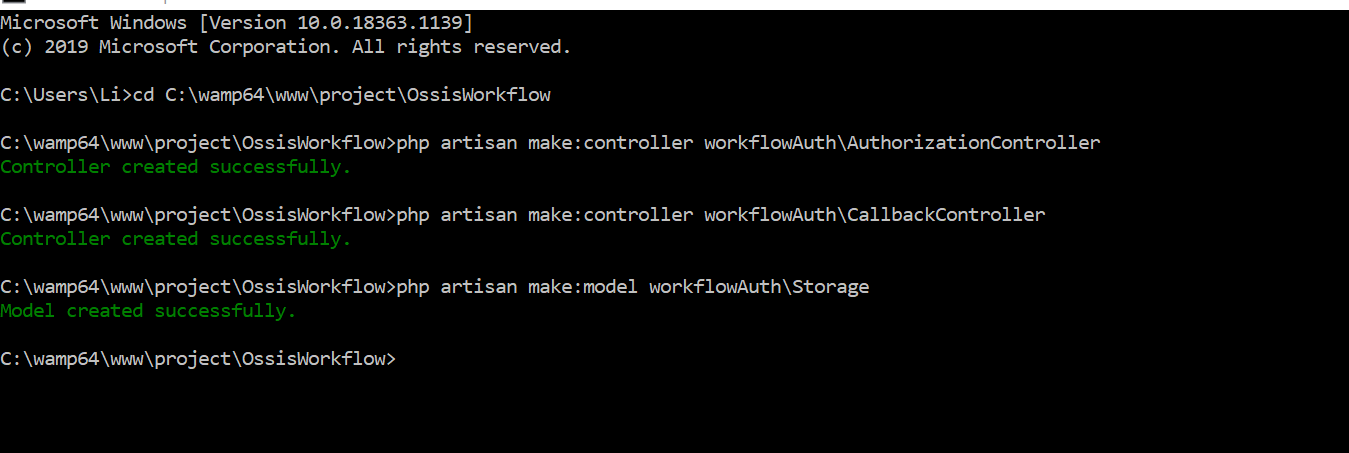 Microsoft Windows [Version 10.0.18363.1139]
(c) 2019 Microsoft Corporation. All rights reserved.
C:\Users\Li>cd C:\wamp64\www\project\OssisWorkflow
C:\wamp64\www\project\OssisWorkflow>php artisan make:controller workflowAuth\AuthorizationController
Controller created successfully.
C:\wamp64\www\project\OssisWorkflow>php artisan make:controller workflowAuth\CallbackController
Controller created successfully.
C:\wamp64\www\project\OssisWorkflow>php artisan make:model workflowAuth\Storage
Model created successfully.
C:\wamp64\www\project\OssisWorkflow>